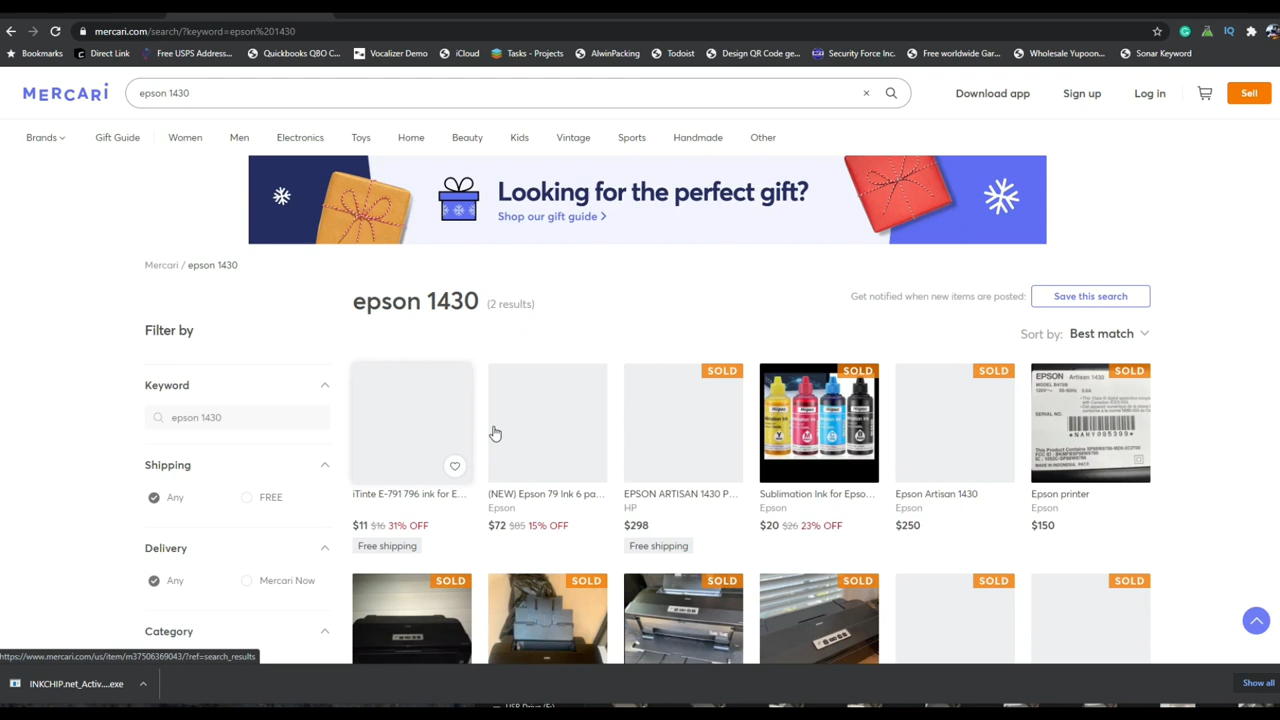 mercari.com/search/?keyword=epson%201430
Bookmarks Direct Link Free USPS Address... Quickbooks QBO C... Vocalizer Demo iCloud Tasks - Projects AlwinPacking Todoist Design QR Code ge... Security Force Inc. Free worldwide Gar... Wholesale Yupoon... Sonar Keyword
MERCARI epson 1430 Download app Sign up Log in Sell
Brands Gift Guide Women Men Electronics Toys Home Beauty Kids Fitness Vintage Sports Handmade Other
Looking for the perfect gift?
Shop our gift guide
Mercari / epson 1430
epson 1430 (2 results)
Get notified when new items are posted: Save this search
Filter by
Sort by: Best match
Keyword
epson 1430
Shipping
Any FREE
Delivery
Any Mercari Now
Category
SOLD SOLD SOLD SOLD
EPSON Artisan 1430
iTinte E-791 796 ink for E... (NEW) Epson 79 Ink 6 pa... EPSON ARTISAN 1430 P... Sublimation Ink for Epso... Epson Artisan 1430 Epson printer
Epson HP Epson Epson Epson
$11 $16 31% OFF $72 $85 15% OFF $298 $20 $26 23% OFF $250 $150
Free shipping Free shipping
SOLD SOLD SOLD SOLD SOLD SOLD
https://www.mercari.com/us/item/m37506369043/?ref=search_results
INKCHIP.net_Activ....exe Show all